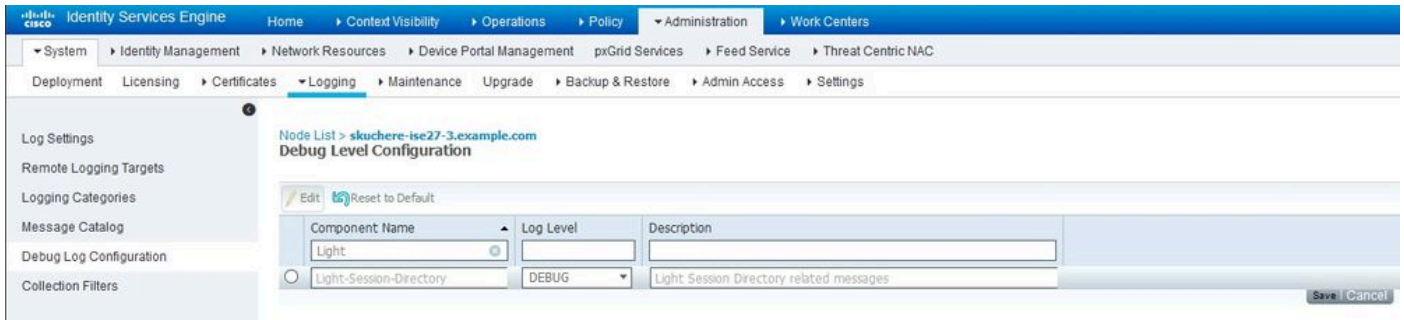 cisco Identity Services Engine Home Context Visibility Operations Policy Administration Work Centers
System Identity Management Network Resources Device Portal Management pxGrid Services Feed Service Threat Centric NAC
Deployment Licensing Certificates Logging Maintenance Upgrade Backup & Restore Admin Access Settings
Log Settings
Remote Logging Targets
Logging Categories
Message Catalog
Debug Log Configuration
Collection Filters
Node List > skuchere-ise27-3.example.com
Debug Level Configuration
Edit Reset to Default
Component Name Log Level Description
Light
Light-Session-Directory DEBUG Light Session Directory related messages
Save Cancel